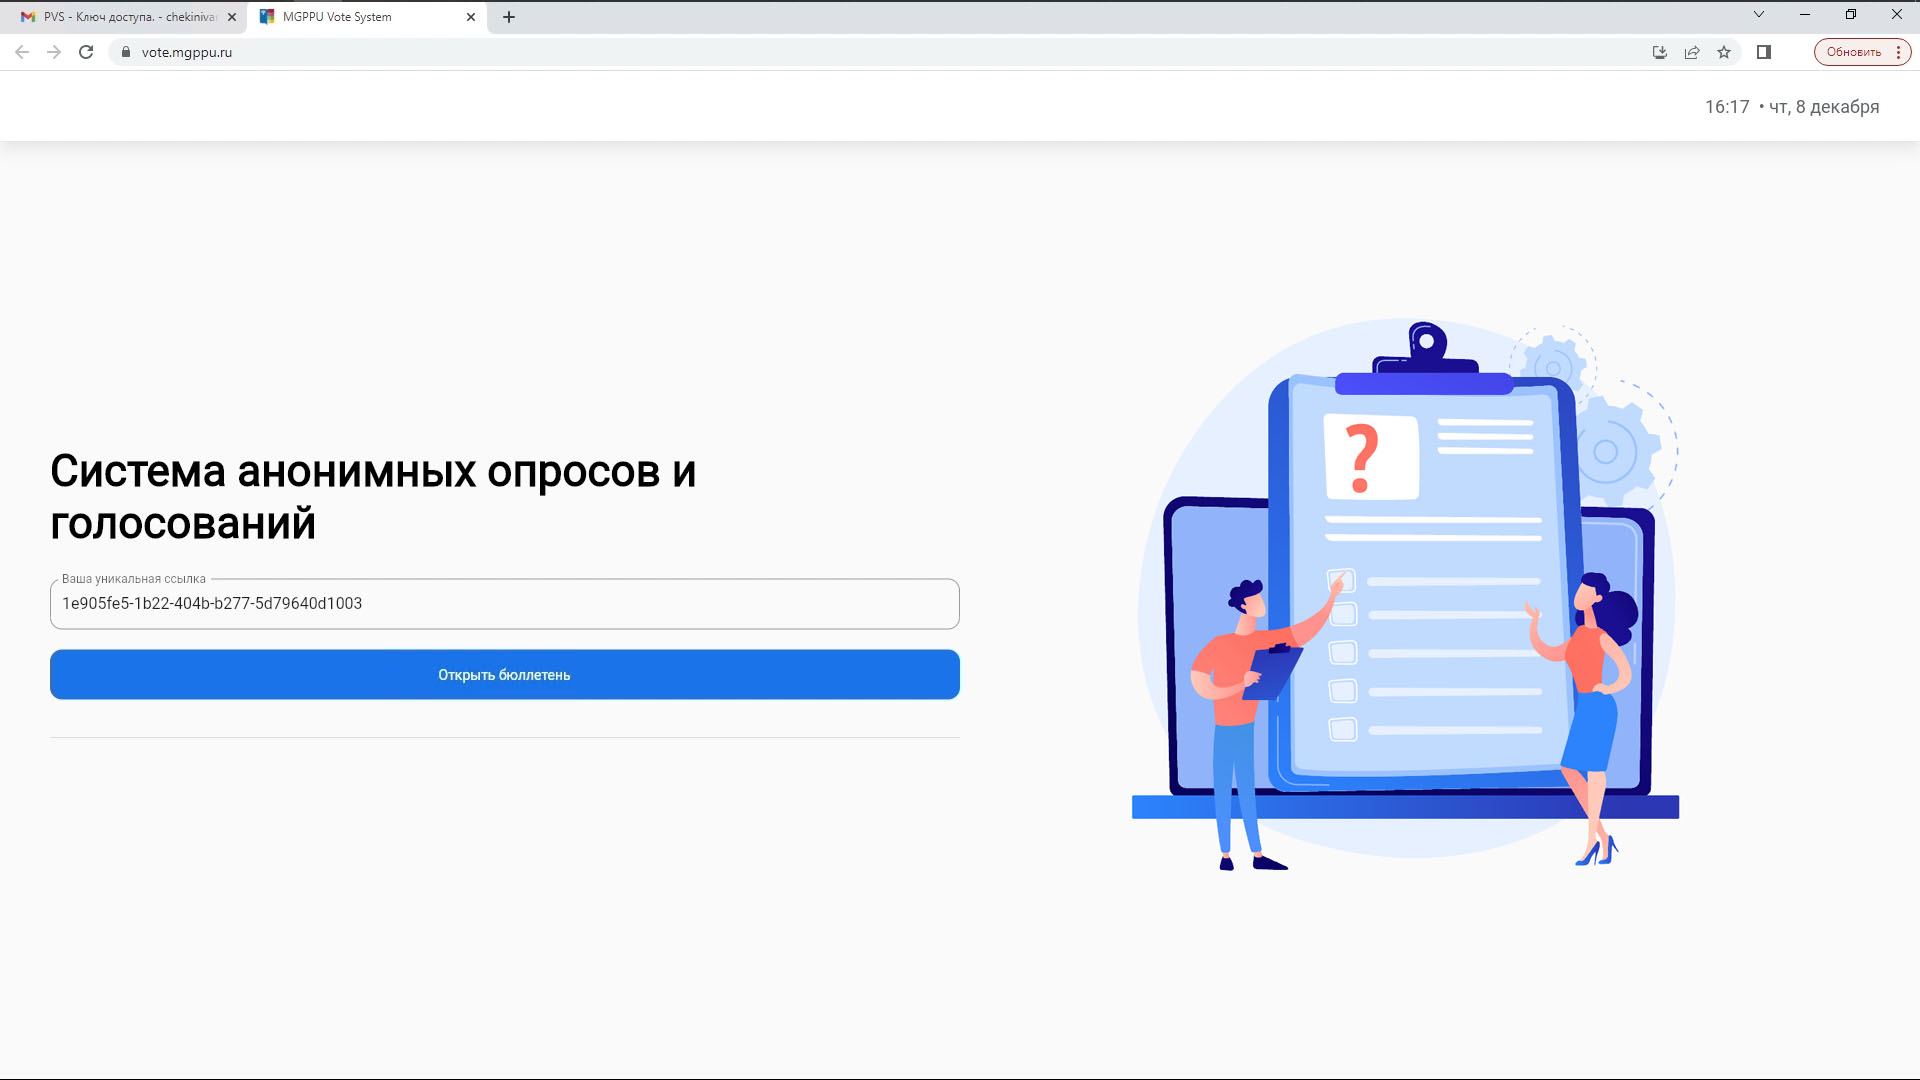 PVS - Ключ доступа. - chekiniva
MGPPU Vote System
vote.mgppu.ru
Обновить
16:17 • чт, 8 декабря
Система анонимных опросов и
голосований
Ваша уникальная ссылка
1e905fe5-1b22-404b-b277-5d79640d1003
Открыть бюллетень
?